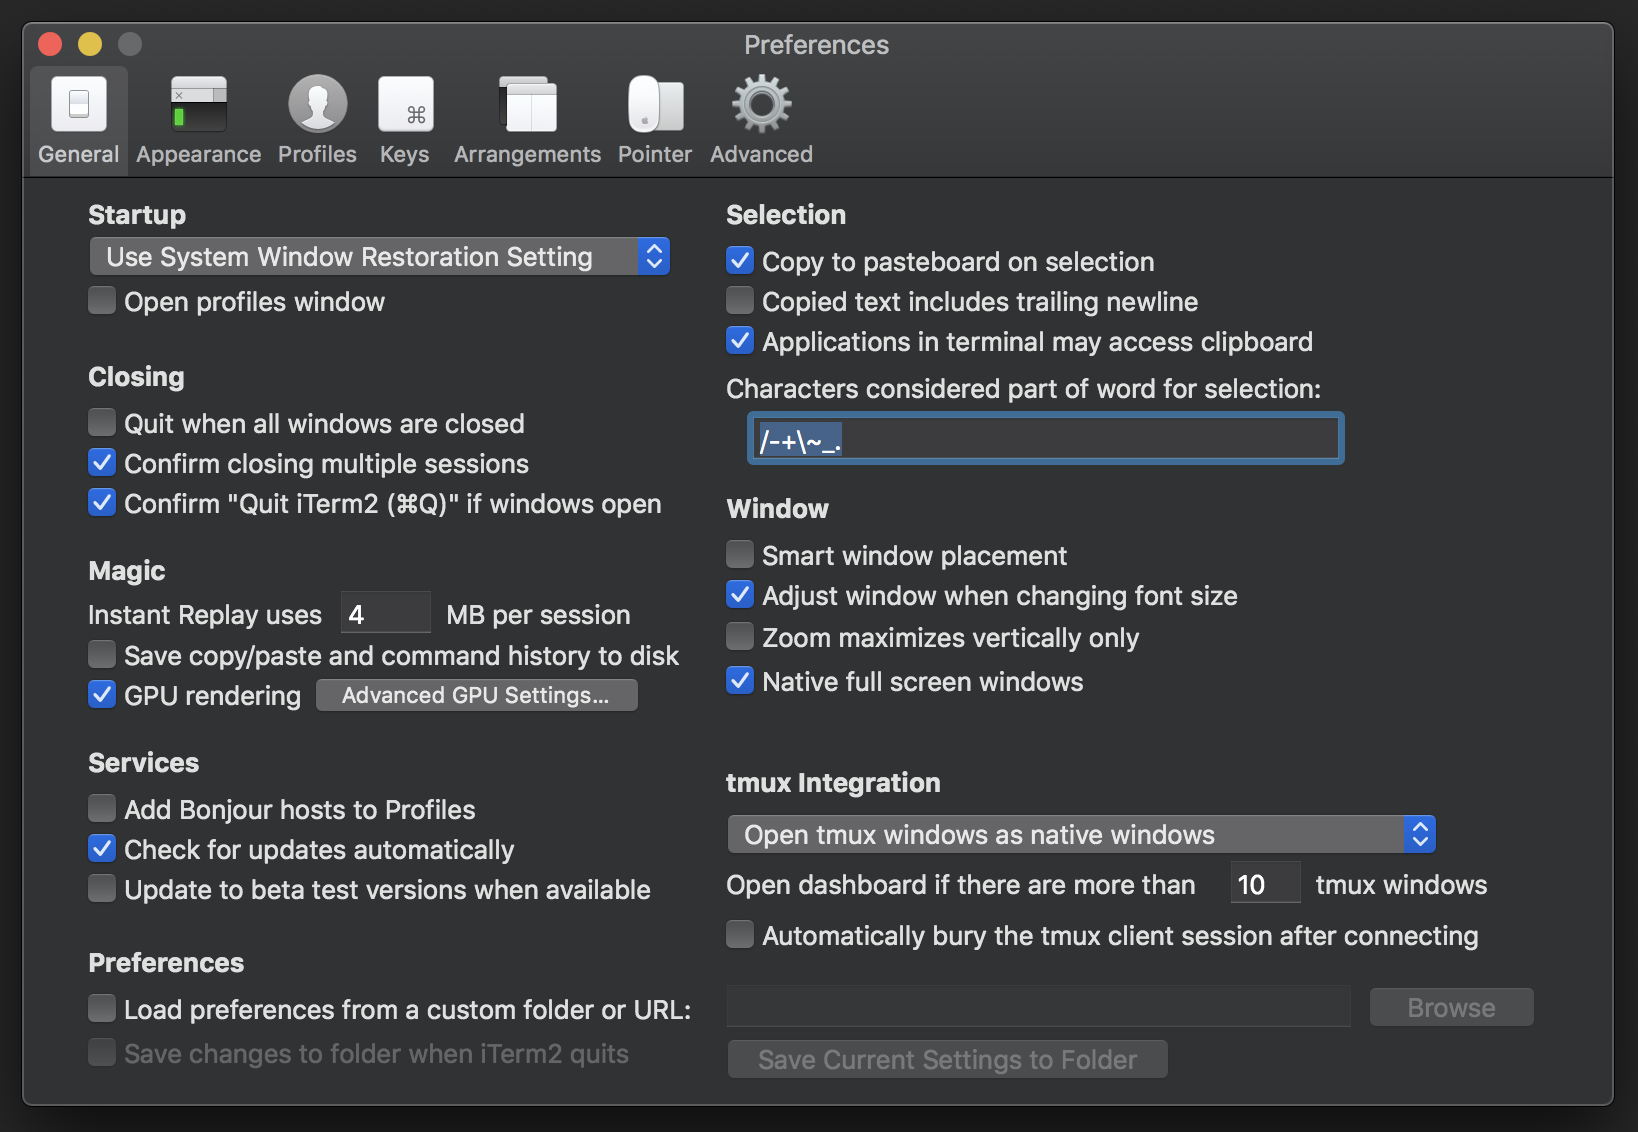 Preferences
General Appearance Profiles Keys Arrangements Pointer Advanced
Startup
Use System Window Restoration Setting
Open profiles window
Closing
Quit when all windows are closed
Confirm closing multiple sessions
Confirm "Quit iTerm2 (⌘Q)" if windows open
Magic
Instant Replay uses 4 MB per session
Save copy/paste and command history to disk
GPU rendering Advanced GPU Settings...
Services
Add Bonjour hosts to Profiles
Check for updates automatically
Update to beta test versions when available
Selection
Copy to pasteboard on selection
Copied text includes trailing newline
Applications in terminal may access clipboard
Characters considered part of word for selection:
/-+\~_.
Window
Smart window placement
Adjust window when changing font size
Zoom maximizes vertically only
Native full screen windows
tmux Integration
Open tmux windows as native windows
Open dashboard if there are more than 10 tmux windows
Automatically bury the tmux client session after connecting
Preferences
Load preferences from a custom folder or URL: Browse
Save changes to folder when iTerm2 quits Save Current Settings to Folder